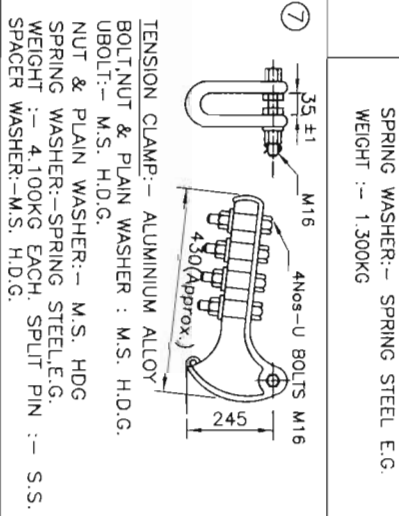 SPRING WASHER:- SPRING STEEL E.G.
WEIGHT :- 1.300KG
7
35 ±1
M16
4Nos-U BOLTS M16
430(Approx.)
245
TENSION CLAMP:- ALUMINIUM ALLOY
BOLT,NUT & PLAIN WASHER : M.S. H.D.G.
UBOLT:- M.S. H.D.G.
NUT & PLAIN WASHER:- M.S. HDG
SPRING WASHER:-SPRING STEEL,E.G.
WEIGHT :- 4.100KG EACH. SPLIT PIN :- S.S.
SPACER WASHER:-M.S. H.D.G.